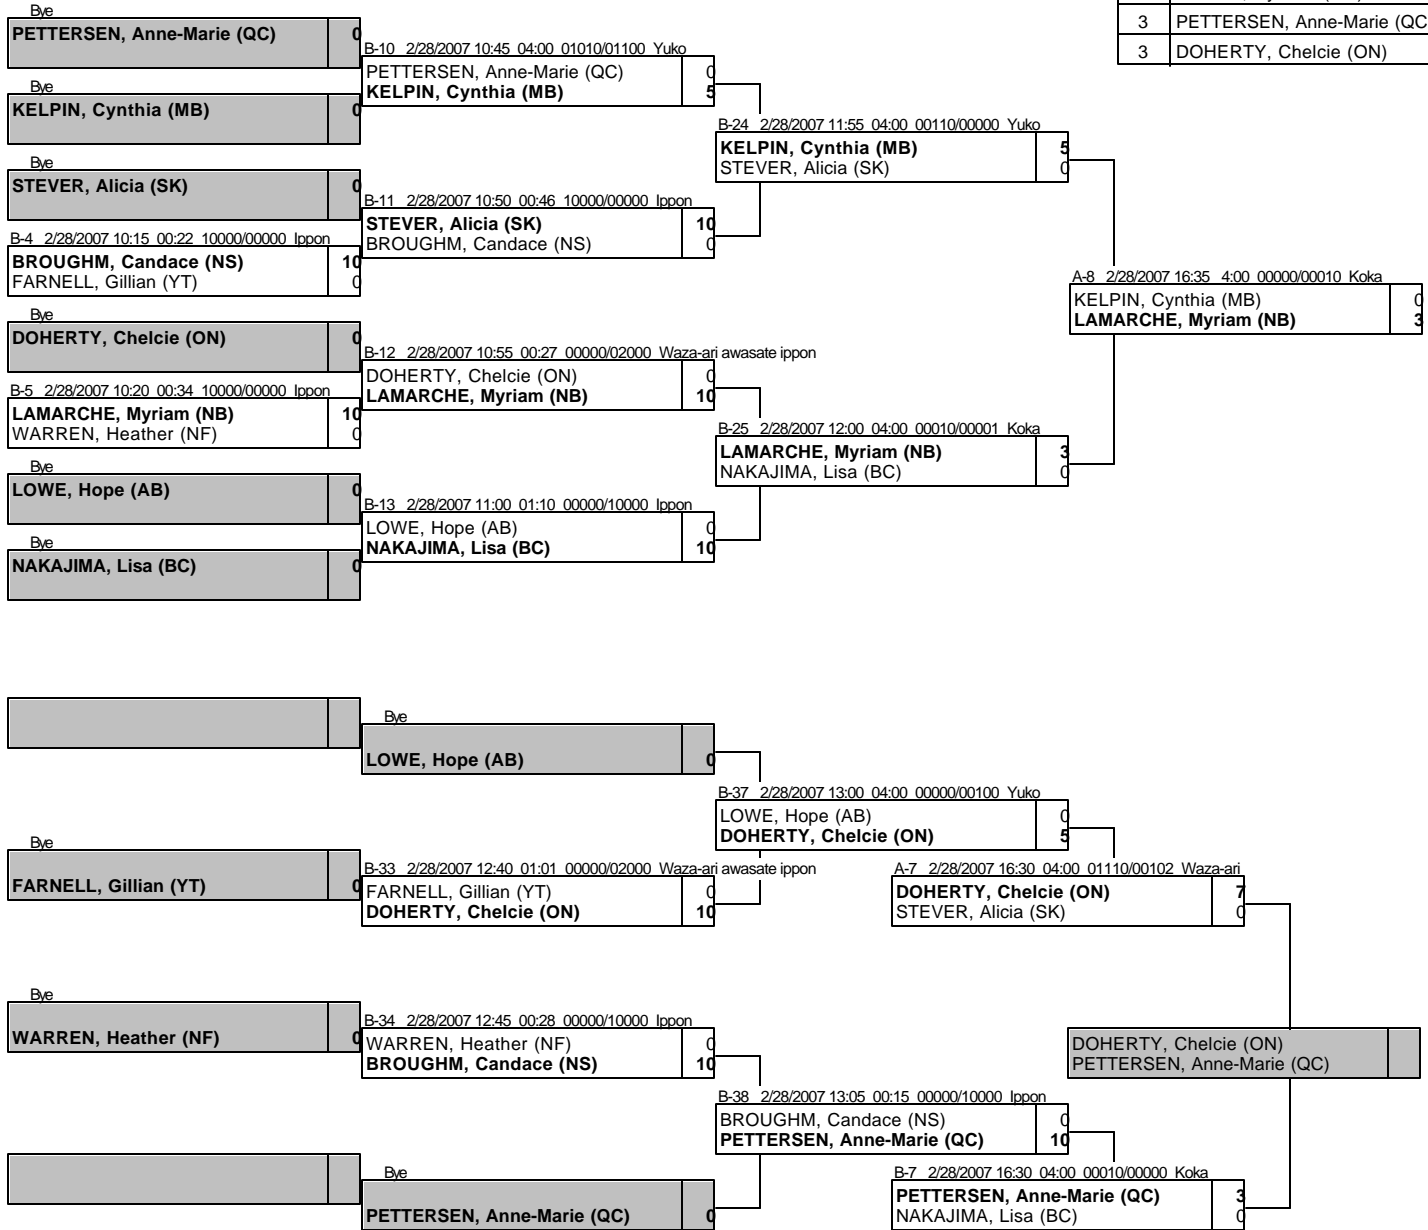 3 PETTERSEN, Anne-Marie (QC
3 DOHERTY, Chelcie (ON)
Bye
PETTERSEN, Anne-Marie (QC) 0
Bye
KELPIN, Cynthia (MB) 0
Bye
STEVER, Alicia (SK) 0
B-4 2/28/2007 10:15 00:22 10000/00000 Ippon
BROUGHM, Candace (NS) 10
FARNELL, Gillian (YT) 0
Bye
DOHERTY, Chelcie (ON) 0
B-5 2/28/2007 10:20 00:34 10000/00000 Ippon
LAMARCHE, Myriam (NB) 10
WARREN, Heather (NF) 0
Bye
LOWE, Hope (AB) 0
Bye
NAKAJIMA, Lisa (BC) 0
B-10 2/28/2007 10:45 04:00 01010/01100 Yuko
PETTERSEN, Anne-Marie (QC) 0
KELPIN, Cynthia (MB) 5
B-11 2/28/2007 10:50 00:46 10000/00000 Ippon
STEVER, Alicia (SK) 10
BROUGHM, Candace (NS) 0
B-12 2/28/2007 10:55 00:27 00000/02000 Waza-ari awasate ippon
DOHERTY, Chelcie (ON) 0
LAMARCHE, Myriam (NB) 10
B-13 2/28/2007 11:00 01:10 00000/10000 Ippon
LOWE, Hope (AB) 0
NAKAJIMA, Lisa (BC) 10
B-24 2/28/2007 11:55 04:00 00110/00000 Yuko
KELPIN, Cynthia (MB) 5
STEVER, Alicia (SK) 0
B-25 2/28/2007 12:00 04:00 00010/00001 Koka
LAMARCHE, Myriam (NB) 3
NAKAJIMA, Lisa (BC) 0
A-8 2/28/2007 16:35 4:00 00000/00010 Koka
KELPIN, Cynthia (MB) 0
LAMARCHE, Myriam (NB) 3
Bye
FARNELL, Gillian (YT) 0
Bye
WARREN, Heather (NF) 0
Bye
LOWE, Hope (AB) 0
B-33 2/28/2007 12:40 01:01 00000/02000 Waza-ari awasate ippon
FARNELL, Gillian (YT) 0
DOHERTY, Chelcie (ON) 10
B-34 2/28/2007 12:45 00:28 00000/10000 Ippon
WARREN, Heather (NF) 0
BROUGHM, Candace (NS) 10
Bye
PETTERSEN, Anne-Marie (QC) 0
B-37 2/28/2007 13:00 04:00 00000/00100 Yuko
LOWE, Hope (AB) 0
DOHERTY, Chelcie (ON) 5
B-38 2/28/2007 13:05 00:15 00000/10000 Ippon
BROUGHM, Candace (NS) 0
PETTERSEN, Anne-Marie (QC) 10
A-7 2/28/2007 16:30 04:00 01110/00102 Waza-ari
DOHERTY, Chelcie (ON) 7
STEVER, Alicia (SK) 0
B-7 2/28/2007 16:30 04:00 00010/00000 Koka
PETTERSEN, Anne-Marie (QC) 3
NAKAJIMA, Lisa (BC) 0
DOHERTY, Chelcie (ON)
PETTERSEN, Anne-Marie (QC)